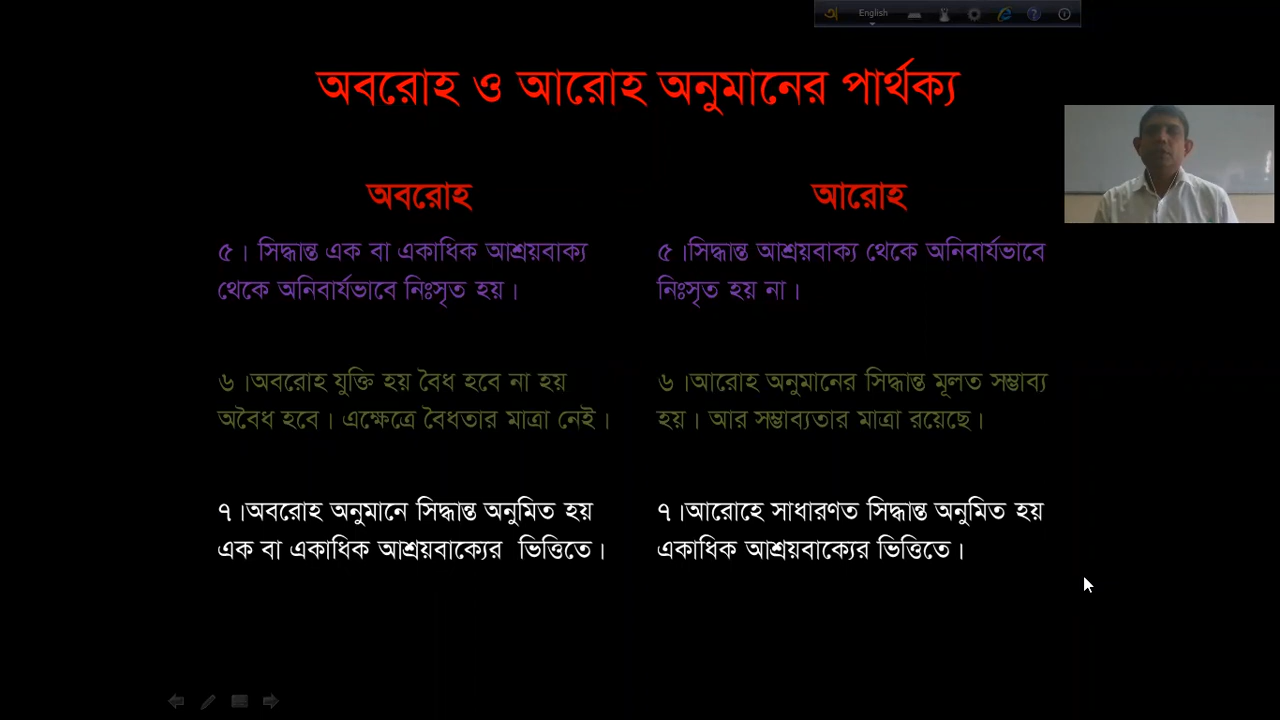 অ English
অবরোহ ও আরোহ অনুমানের পার্থক্য
অবরোহ
৫। সিদ্ধান্ত এক বা একাধিক আশ্রয়বাক্য
থেকে অনিবার্যভাবে নিঃসৃত হয়।
৬।অবরোহ যুক্তি হয় বৈধ হবে না হয়
অবৈধ হবে। এক্ষেত্রে বৈধতার মাত্রা নেই।
৭।অবরোহ অনুমানে সিদ্ধান্ত অনুমিত হয়
এক বা একাধিক আশ্রয়বাক্যের ভিত্তিতে।
আরোহ
৫।সিদ্ধান্ত আশ্রয়বাক্য থেকে অনিবার্যভাবে
নিঃসৃত হয় না।
৬।আরোহ অনুমানের সিদ্ধান্ত মূলত সম্ভাব্য
হয়। আর সম্ভাব্যতার মাত্রা রয়েছে।
৭।আরোহে সাধারণত সিদ্ধান্ত অনুমিত হয়
একাধিক আশ্রয়বাক্যের ভিত্তিতে।